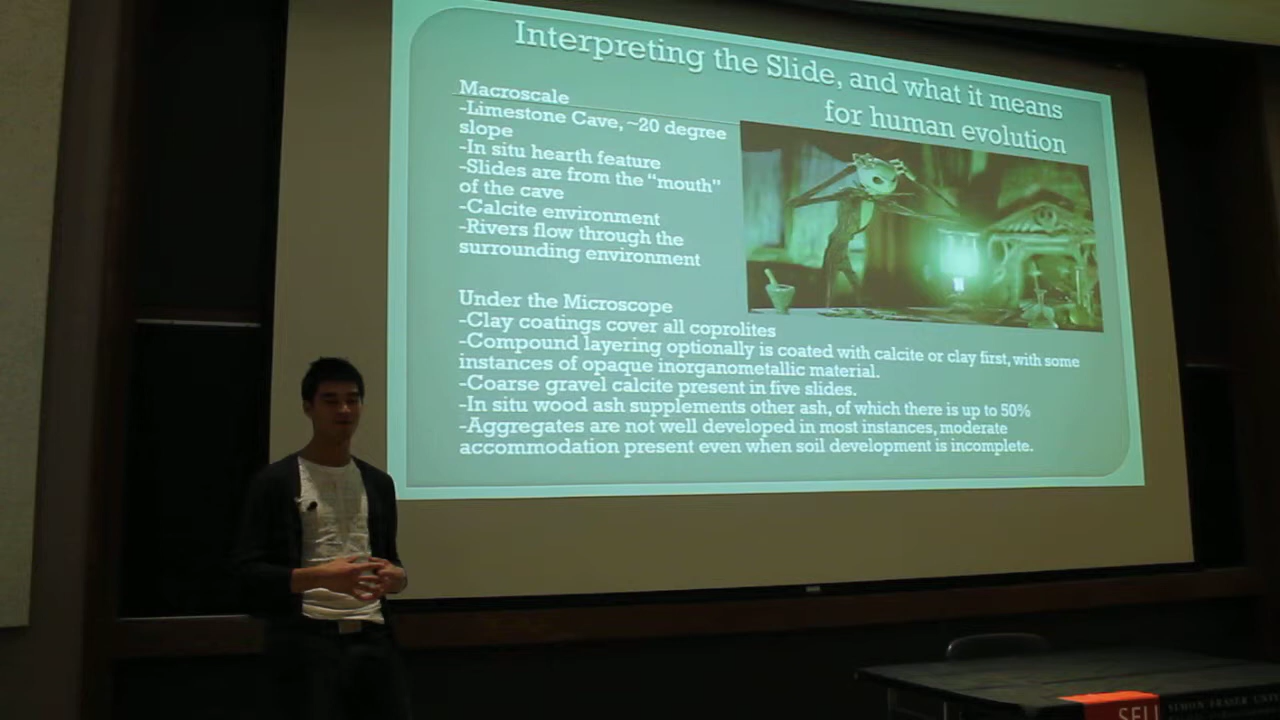 Interpreting the Slide, and what it means
for human evolution
Macroscale
-Limestone Cave, ~20 degree
slope
-In situ hearth feature
-Slides are from the “mouth”
of the cave
-Calcite environment
-Rivers flow through the
surrounding environment
Under the Microscope
-Clay coatings cover all coprolites
-Compound layering optionally is coated with calcite or clay first, with some
instances of opaque inorganometallic material.
-Coarse gravel calcite present in five slides.
-In situ wood ash supplements other ash, of which there is up to 50%
-Aggregates are not well developed in most instances, moderate
accommodation present even when soil development is incomplete.
SIMON FRASER UNI